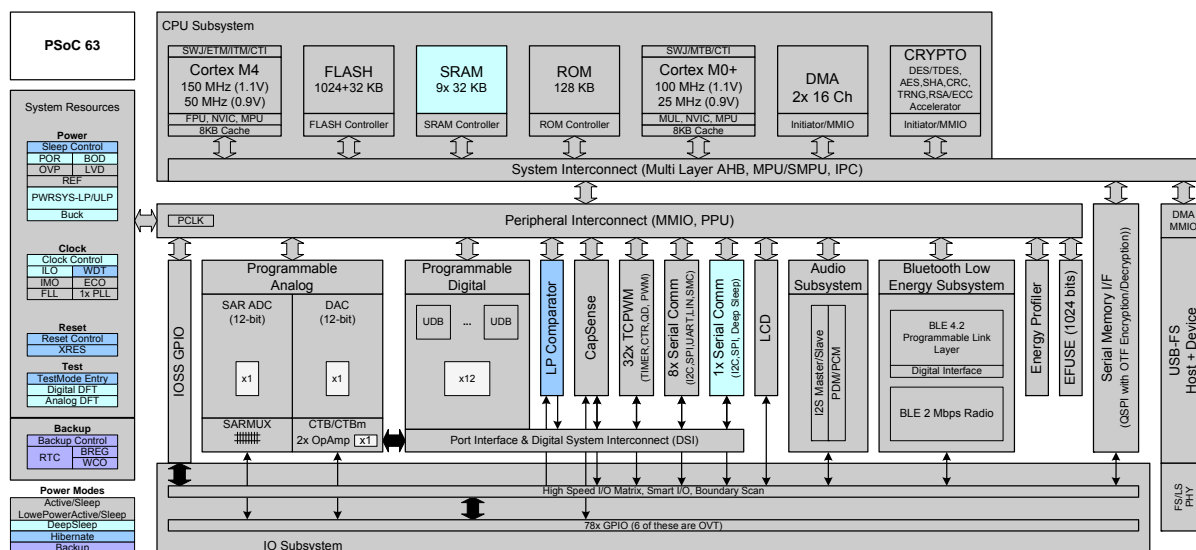 PSoC 63
System Resources
Power
Sleep Control
POR BOD
OVP LVD
REF
PWRSYS-LP/ULP
Buck
Clock
Clock Control
ILO WDT
IMO ECO
FLL 1x PLL
Reset
Reset Control
XRES
Test
TestMode Entry
Digital DFT
Analog DFT
Backup
Backup Control
RTC BREG
WCO
Power Modes
Active/Sleep
LowePowerActive/Sleep
DeepSleep
Hibernate
Backup
CPU Subsystem
SWJ/ETM/ITM/CTI
Cortex M4
150 MHz (1.1V)
50 MHz (0.9V)
FPU, NVIC, MPU
8KB Cache
FLASH
1024+32 KB
FLASH Controller
SRAM
9x 32 KB
SRAM Controller
ROM
128 KB
ROM Controller
SWJ/MTB/CTI
Cortex M0+
100 MHz (1.1V)
25 MHz (0.9V)
MUL, NVIC, MPU
8KB Cache
DMA
2x 16 Ch
Initiator/MMIO
CRYPTO
DES/TDES,
AES,SHA,CRC,
TRNG,RSA/ECC
Accelerator
Initiator/MMIO
System Interconnect (Multi Layer AHB, MPU/SMPU, IPC)
PCLK
Peripheral Interconnect (MMIO, PPU)
IOSS GPIO
Programmable
Analog
SAR ADC
(12-bit)
x1
DAC
(12-bit)
x1
SARMUX
CTB/CTBm
2x OpAmp x1
Programmable
Digital
UDB ... UDB
x12
LP Comparator
CapSense
32x TCPWM
(TIMER,CTR,QD, PWM)
8x Serial Comm
(I2C,SPI,UART,LIN,SMC)
1x Serial Comm
(I2C,SPI, Deep Sleep)
LCD
Audio
Subsystem
I2S Master/Slave
PDM/PCM
Bluetooth Low
Energy Subsystem
BLE 4.2
Programmable Link
Layer
Digital Interface
BLE 2 Mbps Radio
Energy Profiler
EFUSE (1024 bits)
Serial Memory I/F
(QSPI with OTF Encryption/Decryption))
DMA
MMIO
USB-FS
Host + Device
FS/LS
PHY
Port Interface & Digital System Interconnect (DSI)
High Speed I/O Matrix, Smart I/O, Boundary Scan
78x GPIO (6 of these are OVT)
IO Subsystem